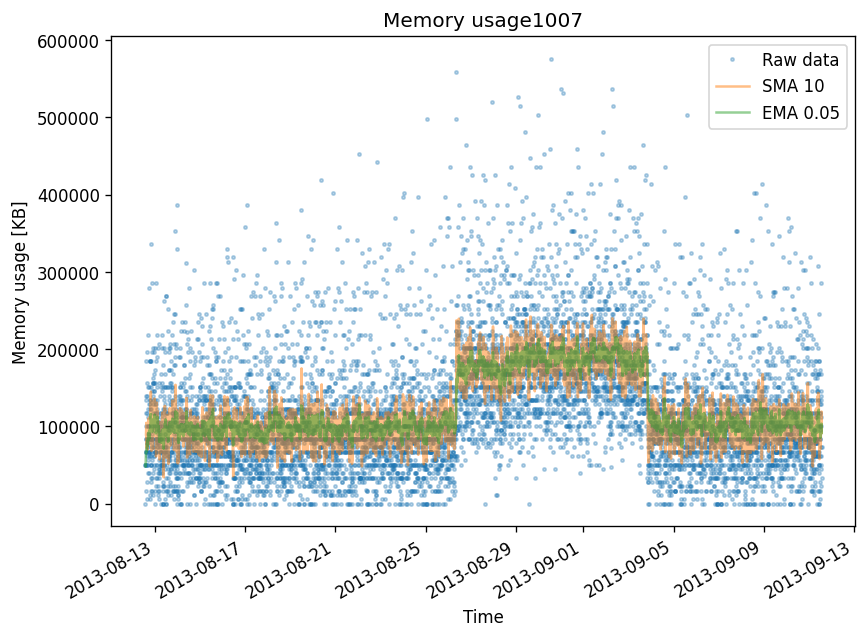 Memory usage1007
Raw data
SMA 10
EMA 0.05
Memory usage [KB]
600000
500000
400000
300000
200000
100000
0
2013-08-13
2013-08-17
2013-08-21
2013-08-25
2013-08-29
2013-09-01
2013-09-05
2013-09-09
2013-09-13
Time